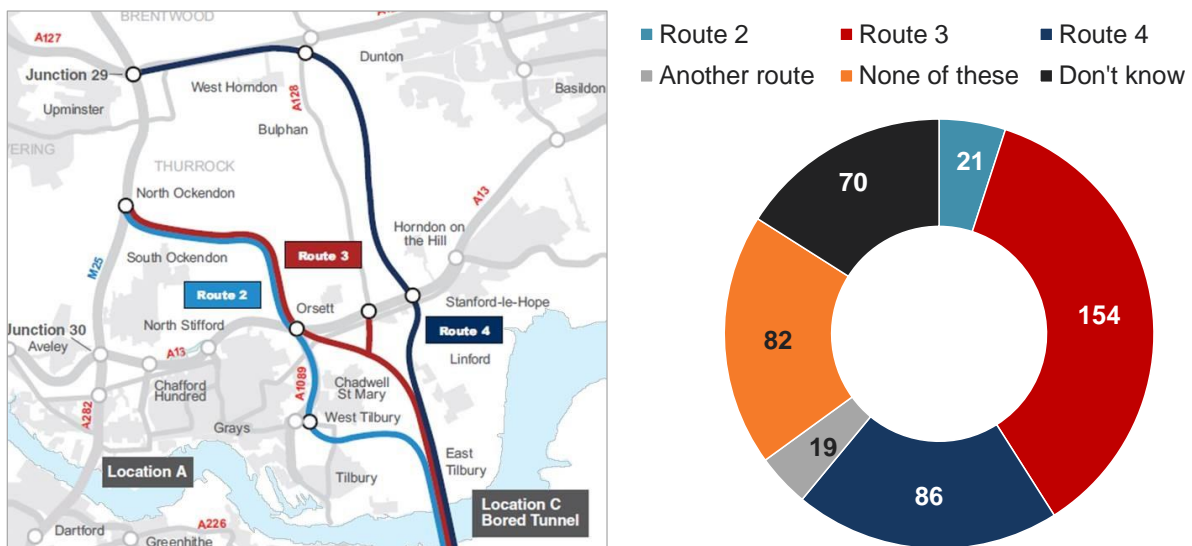 BRENTWOOD
A127
Junction 29
Dunton
West Horndon
A128
Basildon
Upminster
Bulphan
ERING
THURROCK
North Ockendon
A13
Horndon on
the Hill
Route 3
M25
South Ockendon
Route 2
Orsett
Stanford-le-Hope
Junction 30
North Stifford
Route 4
Aveley
A13
Linford
Chafford
Hundred
A1089
Chadwell
St Mary
A282
Grays
West Tilbury
East
Tilbury
Location A
Tilbury
Location C
Bored Tunnel
A226
Dartford
Greenhithe
Route 2
Route 3
Route 4
Another route
None of these
Don't know
21
70
154
82
19
86